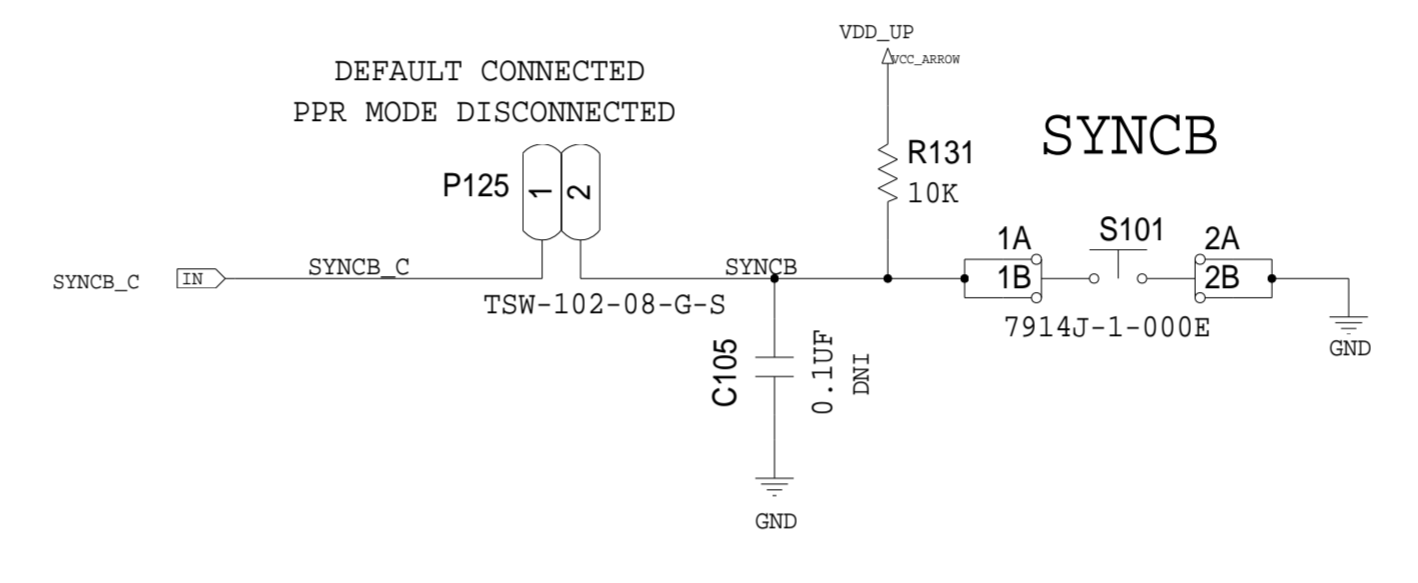 VDD_UP
VCC_ARROW
DEFAULT CONNECTED
PPR MODE DISCONNECTED
SYNCB
R131
10K
P125
1
2
1A
S101
2A
SYNCB_C
IN
SYNCB_C
SYNCB
1B
2B
TSW-102-08-G-S
7914J-1-000E
GND
C105
0.1UF
DNI
GND